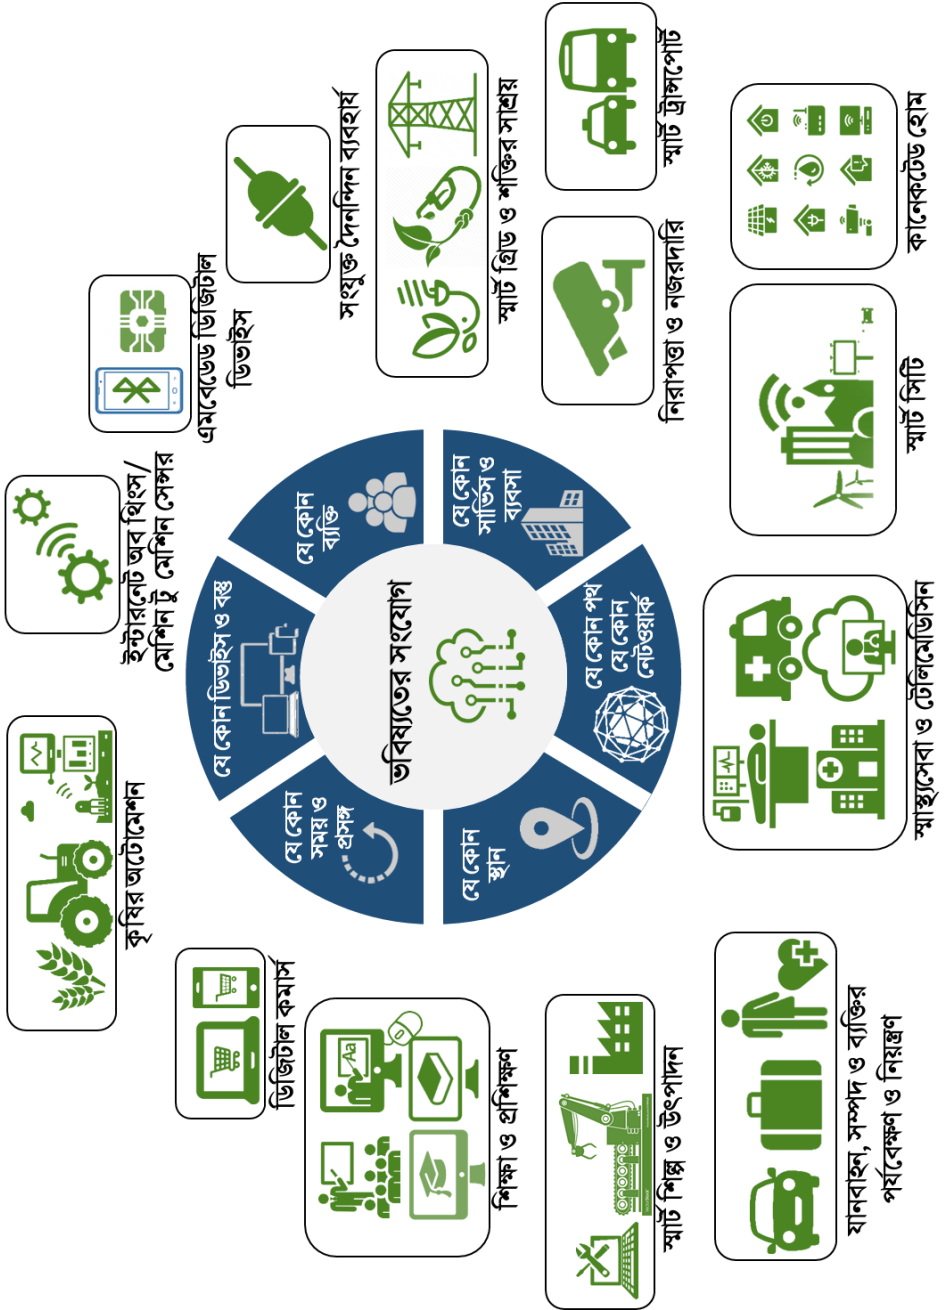 কৃষির অটোমেশন
ইন্টারনেট অব থিংস/
মেশিন টু মেশিন সেন্সর
এমবেডেড ডিজিটাল
ডিভাইস
ডিজিটাল কমার্স
সংযুক্ত দৈনন্দিন ব্যবহার্য
যে কোন
সময় ও
প্রসঙ্গ
যে কোন ডিভাইস ও বস্তু
যে কোন
ব্যক্তি
Aa
শিক্ষা ও প্রশিক্ষণ
ভবিষ্যতের সংযোগ
স্মার্ট গ্রিড ও শক্তির সাশ্রয়
যে কোন
স্থান
যে কোন পথ
যে কোন
নেটওয়ার্ক
যে কোন
সার্ভিস ও
ব্যবসা
স্মার্ট শিল্প ও উৎপাদন
নিরাপত্তা ও নজরদারি
স্মার্ট ট্রান্সপোর্ট
যানবাহন, সম্পদ ও ব্যক্তির
পর্যবেক্ষণ ও নিয়ন্ত্রণ
স্বাস্থ্যসেবা ও টেলিমেডিসিন
স্মার্ট সিটি
কানেকটেড হোম